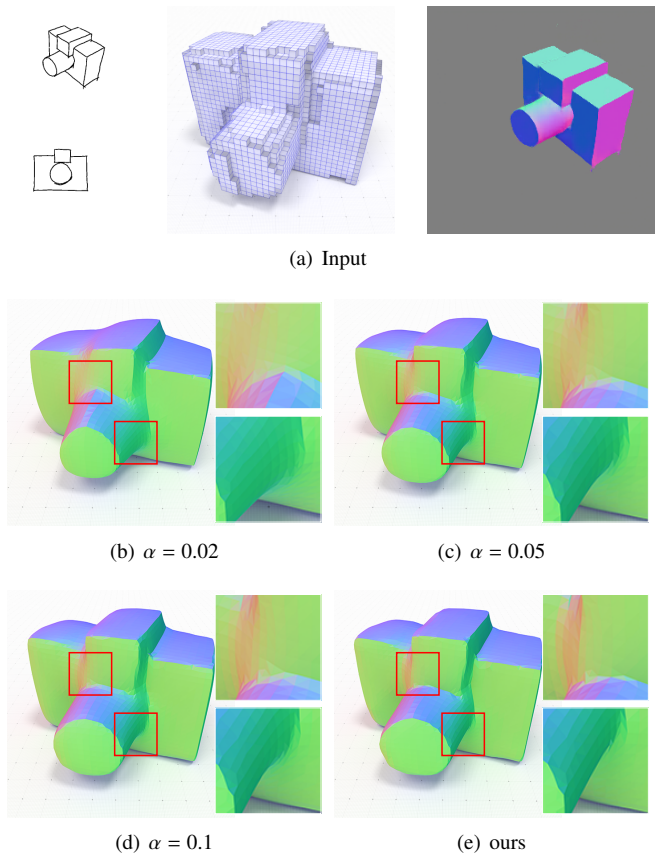 (a) Input
(b) α = 0.02
(c) α = 0.05
(d) α = 0.1
(e) ours